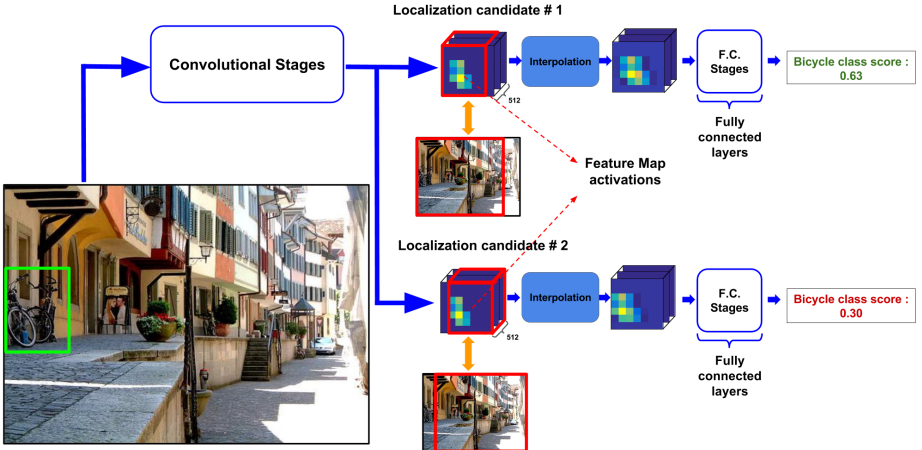 Localization candidate # 1
Convolutional Stages
Interpolation
F.C.
Stages
Bicycle class score :
0.63
512
Fully
connected
layers
Feature Map
activations
Localization candidate # 2
Interpolation
F.C.
Stages
Bicycle class score :
0.30
512
Fully
connected
layers